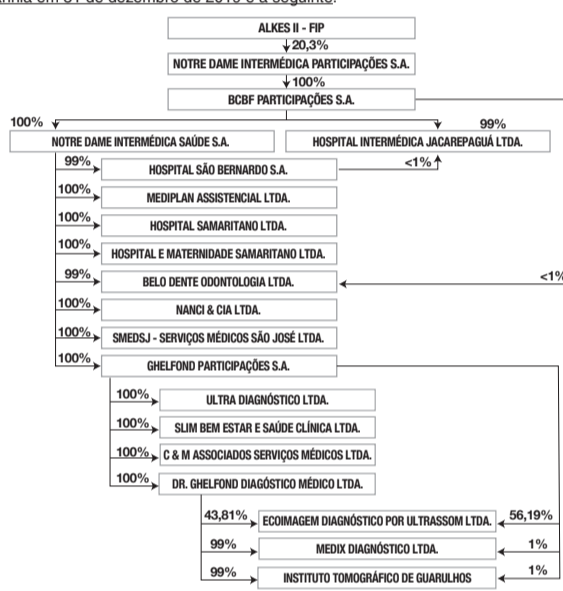 ALKES II - FIP
20,3%
NOTRE DAME INTERMÉDICA PARTICIPAÇÕES S.A.
100%
BCBF PARTICIPAÇÕES S.A.
100%
99%
NOTRE DAME INTERMÉDICA SAÚDE S.A.
HOSPITAL INTERMÉDICA JACAREPAGUÁ LTDA.
99%
HOSPITAL SÃO BERNARDO S.A.
<1%
100%
MEDIPLAN ASSISTENCIAL LTDA.
100%
HOSPITAL SAMARITANO LTDA.
100%
HOSPITAL E MATERNIDADE SAMARITANO LTDA.
99%
BELO DENTE ODONTOLOGIA LTDA.
<1%
100%
NANCI & CIA LTDA.
100%
SMEDSJ - SERVIÇOS MÉDICOS SÃO JOSÉ LTDA.
100%
GHELFOND PARTICIPAÇÕES S.A.
100%
ULTRA DIAGNÓSTICO LTDA.
100%
SLIM BEM ESTAR E SAÚDE CLÍNICA LTDA.
100%
C & M ASSOCIADOS SERVIÇOS MÉDICOS LTDA.
100%
DR. GHELFOND DIAGÓSTICO MÉDICO LTDA.
43,81%
ECOIMAGEM DIAGNÓSTICO POR ULTRASSOM LTDA.
56,19%
99%
MEDIX DIAGNÓSTICO LTDA.
1%
99%
INSTITUTO TOMOGRÁFICO DE GUARULHOS
1%